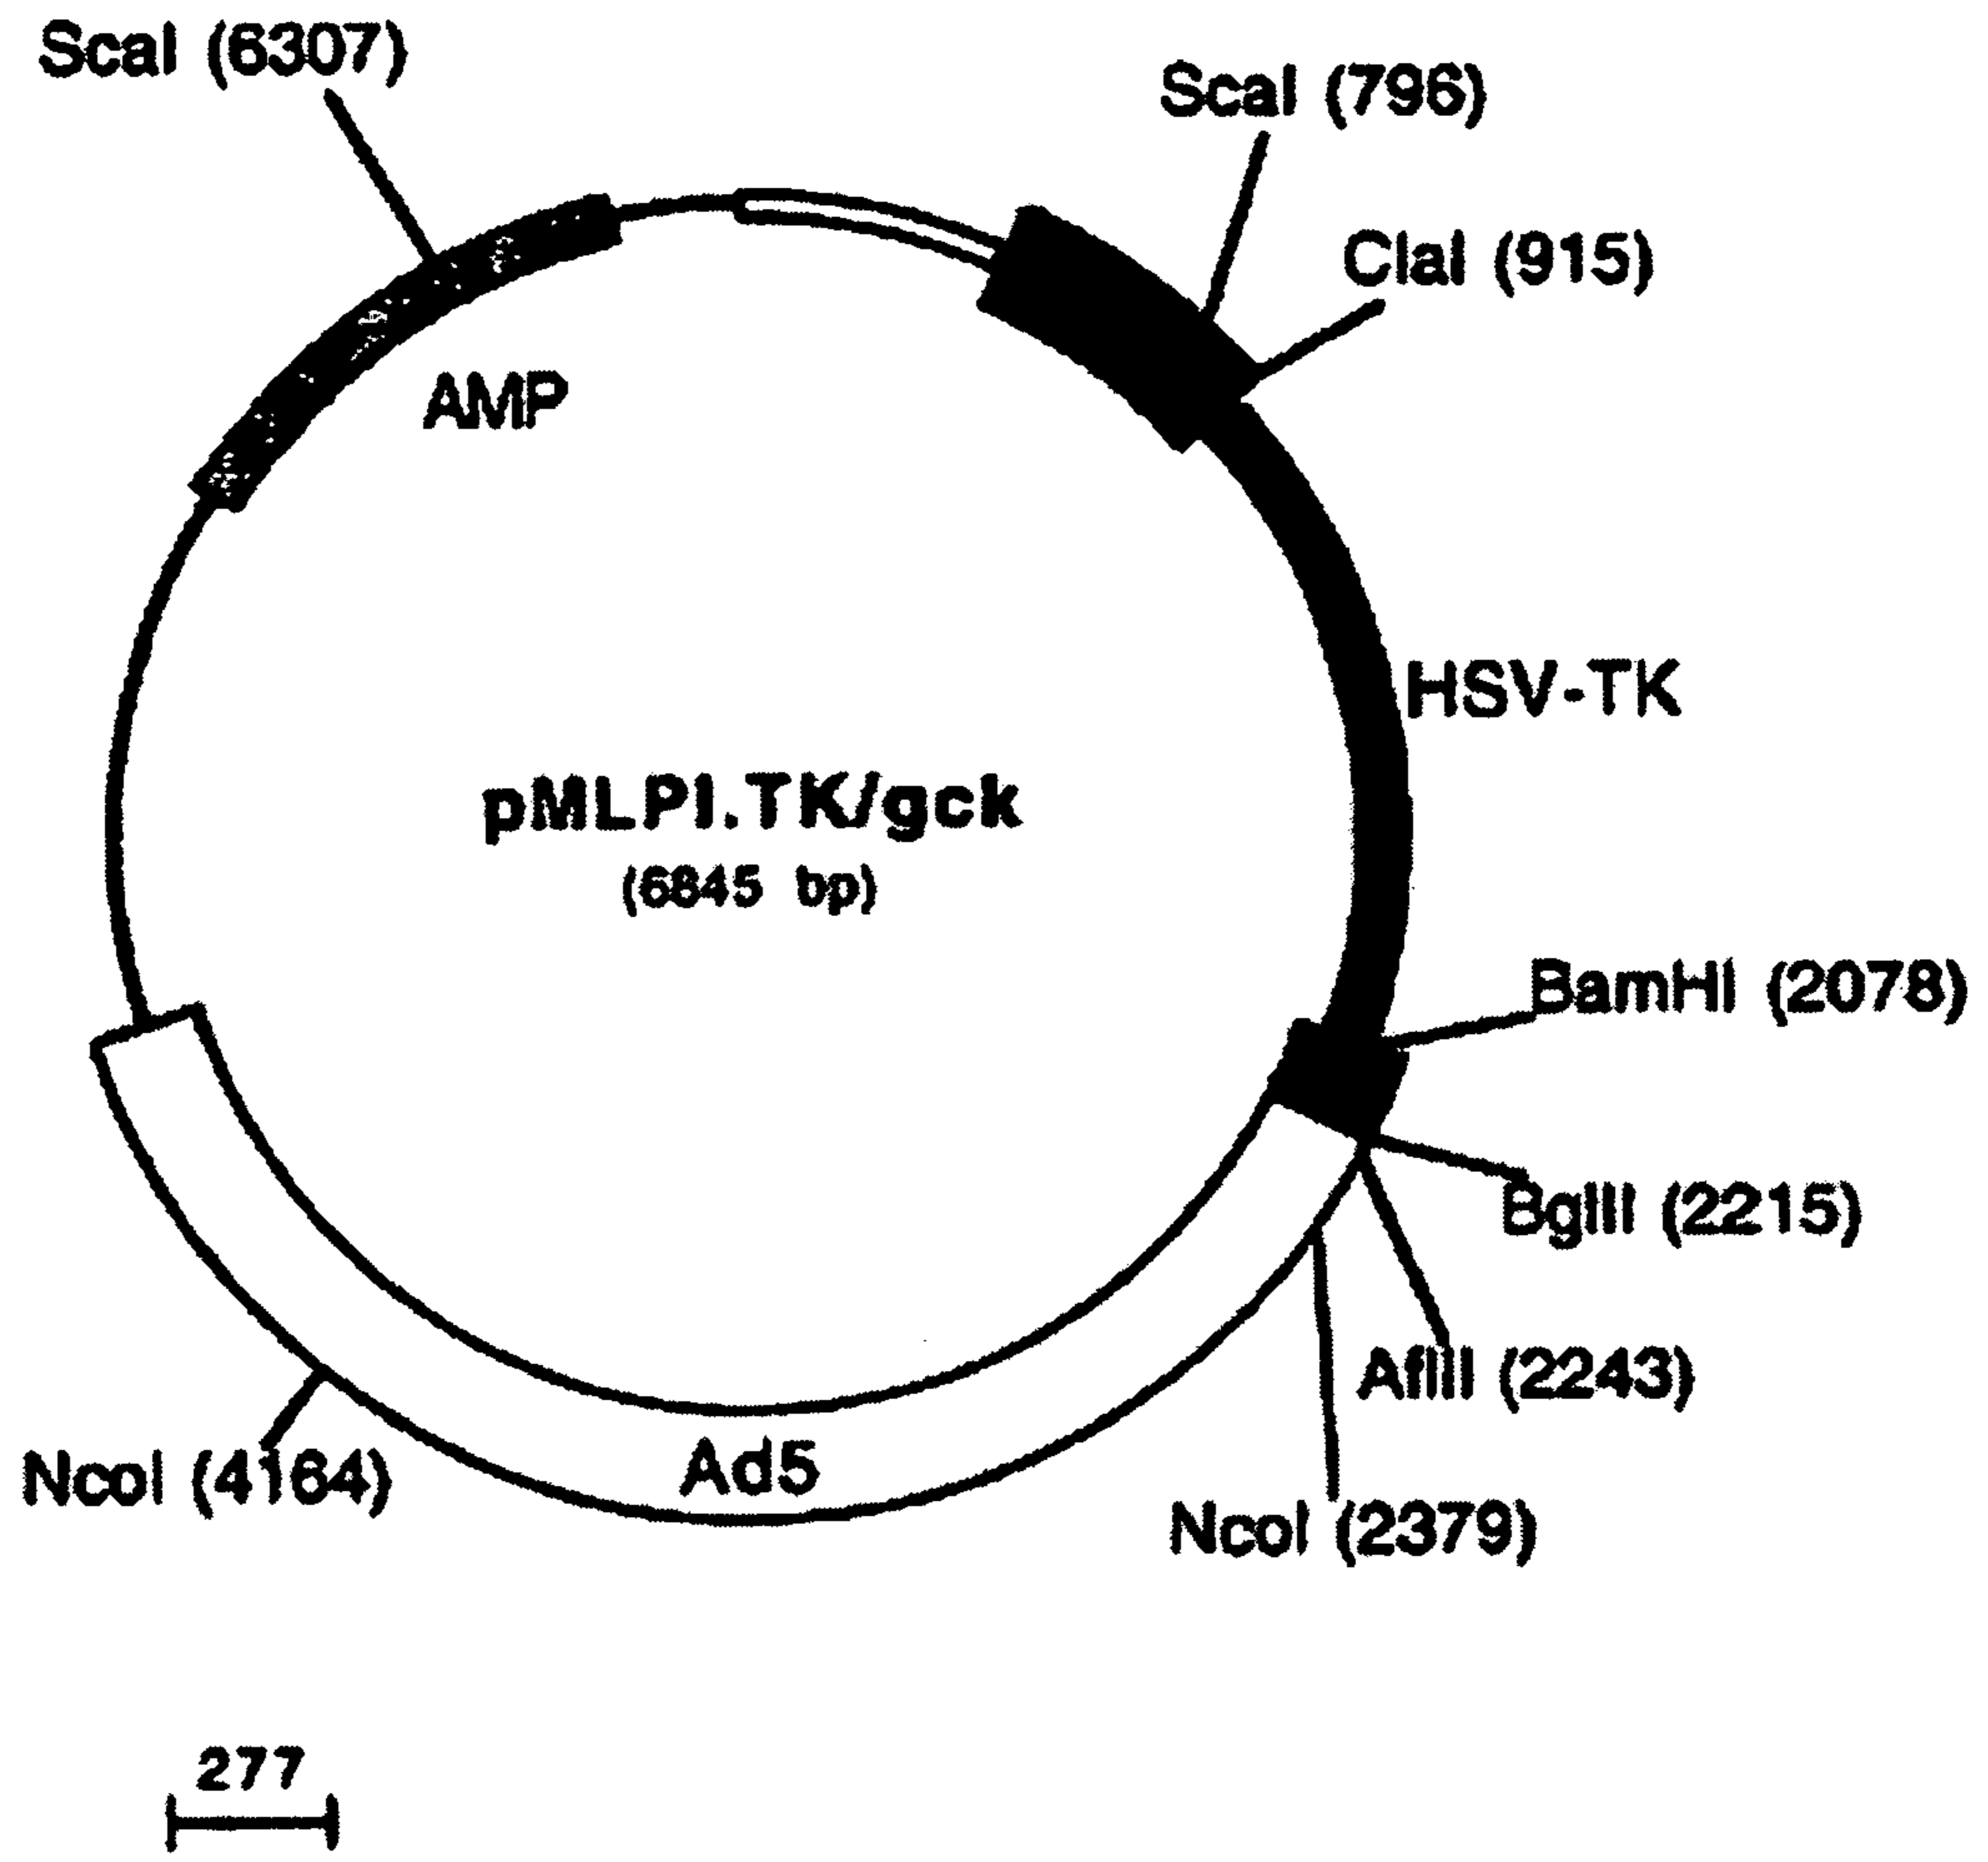 ScaI (6307)
ScaI (796)
ClaI (915)
AMP
HSV-TK
pMLPI.TK/gck
(6845 bp)
BamHI (2078)
BglII (2215)
AflII (2243)
NcoI (4164)
Ad5
NcoI (2379)
277